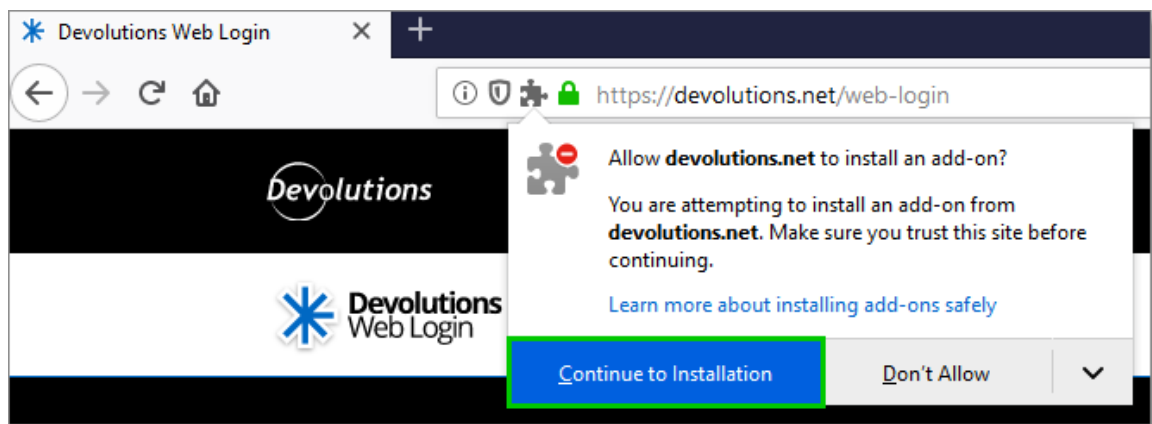 Devolutions Web Login
https://devolutions.net/web-login
Devolutions
Allow devolutions.net to install an add-on?
You are attempting to install an add-on from
devolutions.net. Make sure you trust this site before
continuing.
Learn more about installing add-ons safely
Devolutions
Web Login
Continue to Installation
Don't Allow